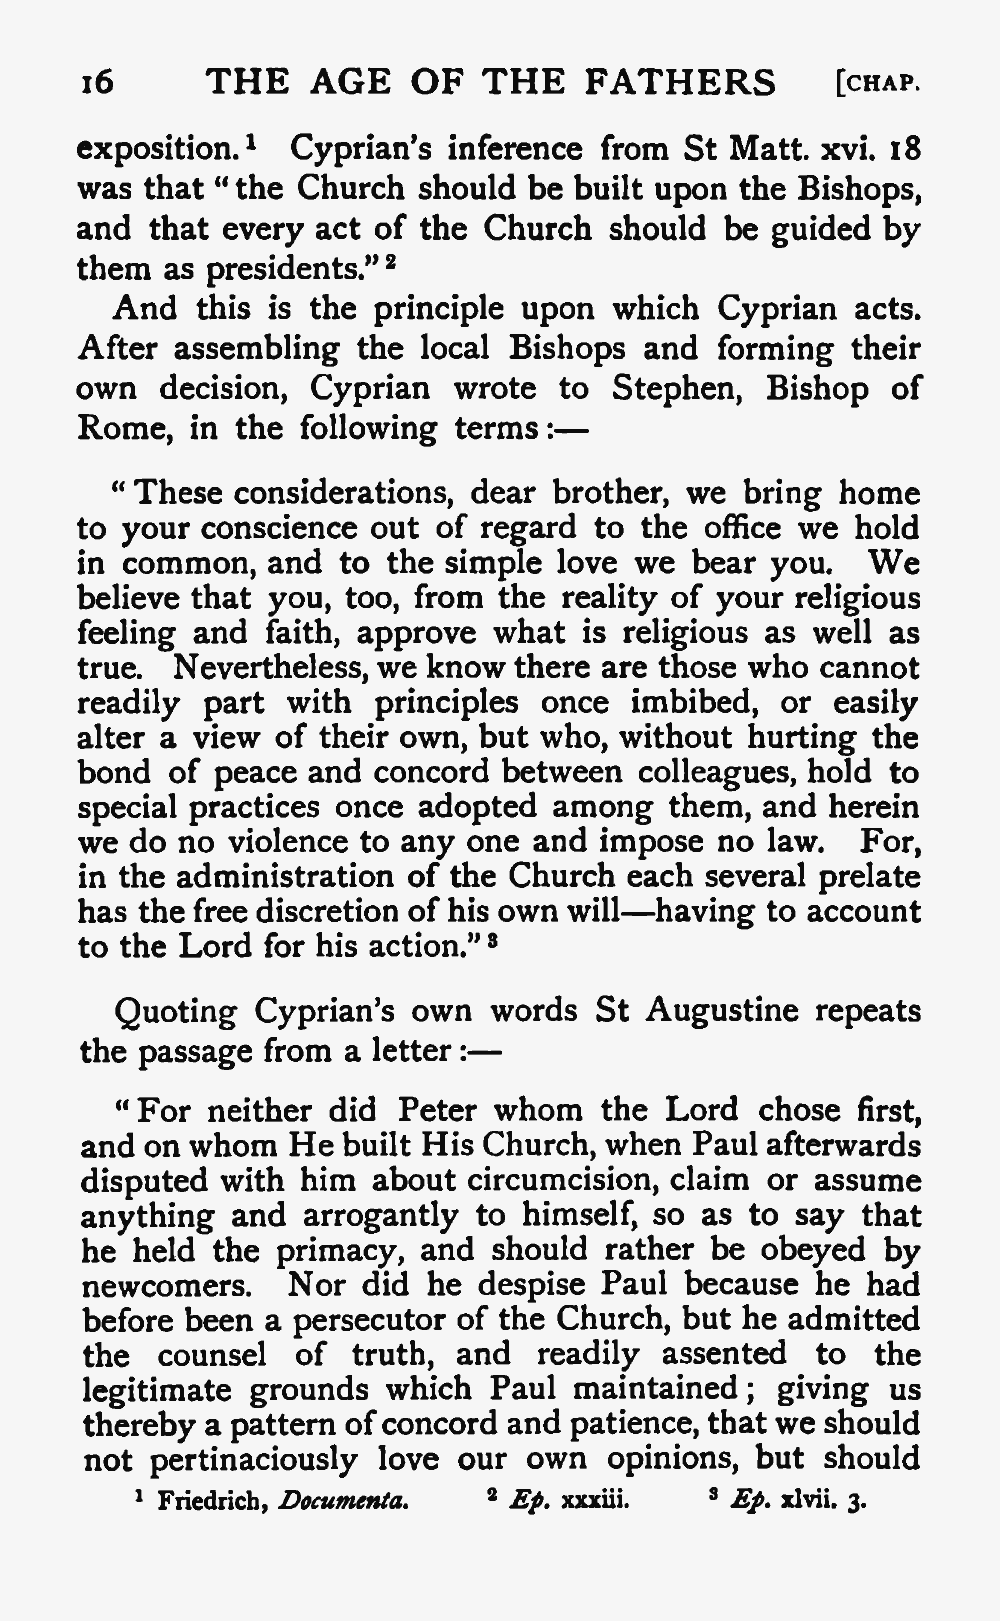 16 THE AGE OF THE FATHERS [CHAP.
exposition.¹ Cyprian's inference from St Matt. xvi. 18
was that "the Church should be built upon the Bishops,
and that every act of the Church should be guided by
them as presidents."²
And this is the principle upon which Cyprian acts.
After assembling the local Bishops and forming their
own decision, Cyprian wrote to Stephen, Bishop of
Rome, in the following terms:—
"These considerations, dear brother, we bring home
to your conscience out of regard to the office we hold
in common, and to the simple love we bear you. We
believe that you, too, from the reality of your religious
feeling and faith, approve what is religious as well as
true. Nevertheless, we know there are those who cannot
readily part with principles once imbibed, or easily
alter a view of their own, but who, without hurting the
bond of peace and concord between colleagues, hold to
special practices once adopted among them, and herein
we do no violence to any one and impose no law. For,
in the administration of the Church each several prelate
has the free discretion of his own will—having to account
to the Lord for his action."³
Quoting Cyprian's own words St Augustine repeats
the passage from a letter:—
"For neither did Peter whom the Lord chose first,
and on whom He built His Church, when Paul afterwards
disputed with him about circumcision, claim or assume
anything and arrogantly to himself, so as to say that
he held the primacy, and should rather be obeyed by
newcomers. Nor did he despise Paul because he had
before been a persecutor of the Church, but he admitted
the counsel of truth, and readily assented to the
legitimate grounds which Paul maintained; giving us
thereby a pattern of concord and patience, that we should
not pertinaciously love our own opinions, but should
¹ Friedrich, Documenta. ² Ep. xxxiii. ³ Ep. xlvii. 3.